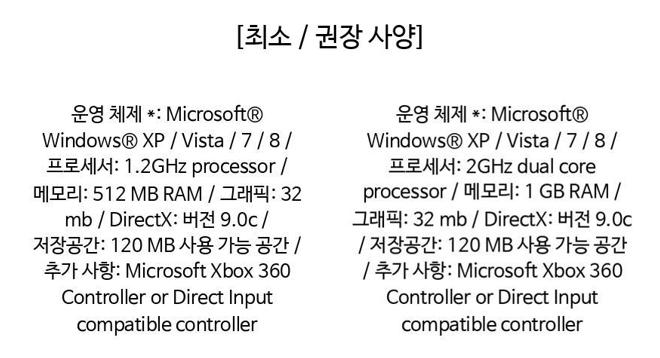 [최소 / 권장 사양]
운영 체제 *: Microsoft®
Windows® XP / Vista / 7 / 8 /
프로세서: 1.2GHz processor /
메모리: 512 MB RAM / 그래픽: 32
mb / DirectX: 버전 9.0c /
저장공간: 120 MB 사용 가능 공간 /
추가 사항: Microsoft Xbox 360
Controller or Direct Input
compatible controller
운영 체제 *: Microsoft®
Windows® XP / Vista / 7 / 8 /
프로세서: 2GHz dual core
processor / 메모리: 1 GB RAM /
그래픽: 32 mb / DirectX: 버전 9.0c
/ 저장공간: 120 MB 사용 가능 공간
/ 추가 사항: Microsoft Xbox 360
Controller or Direct Input
compatible controller